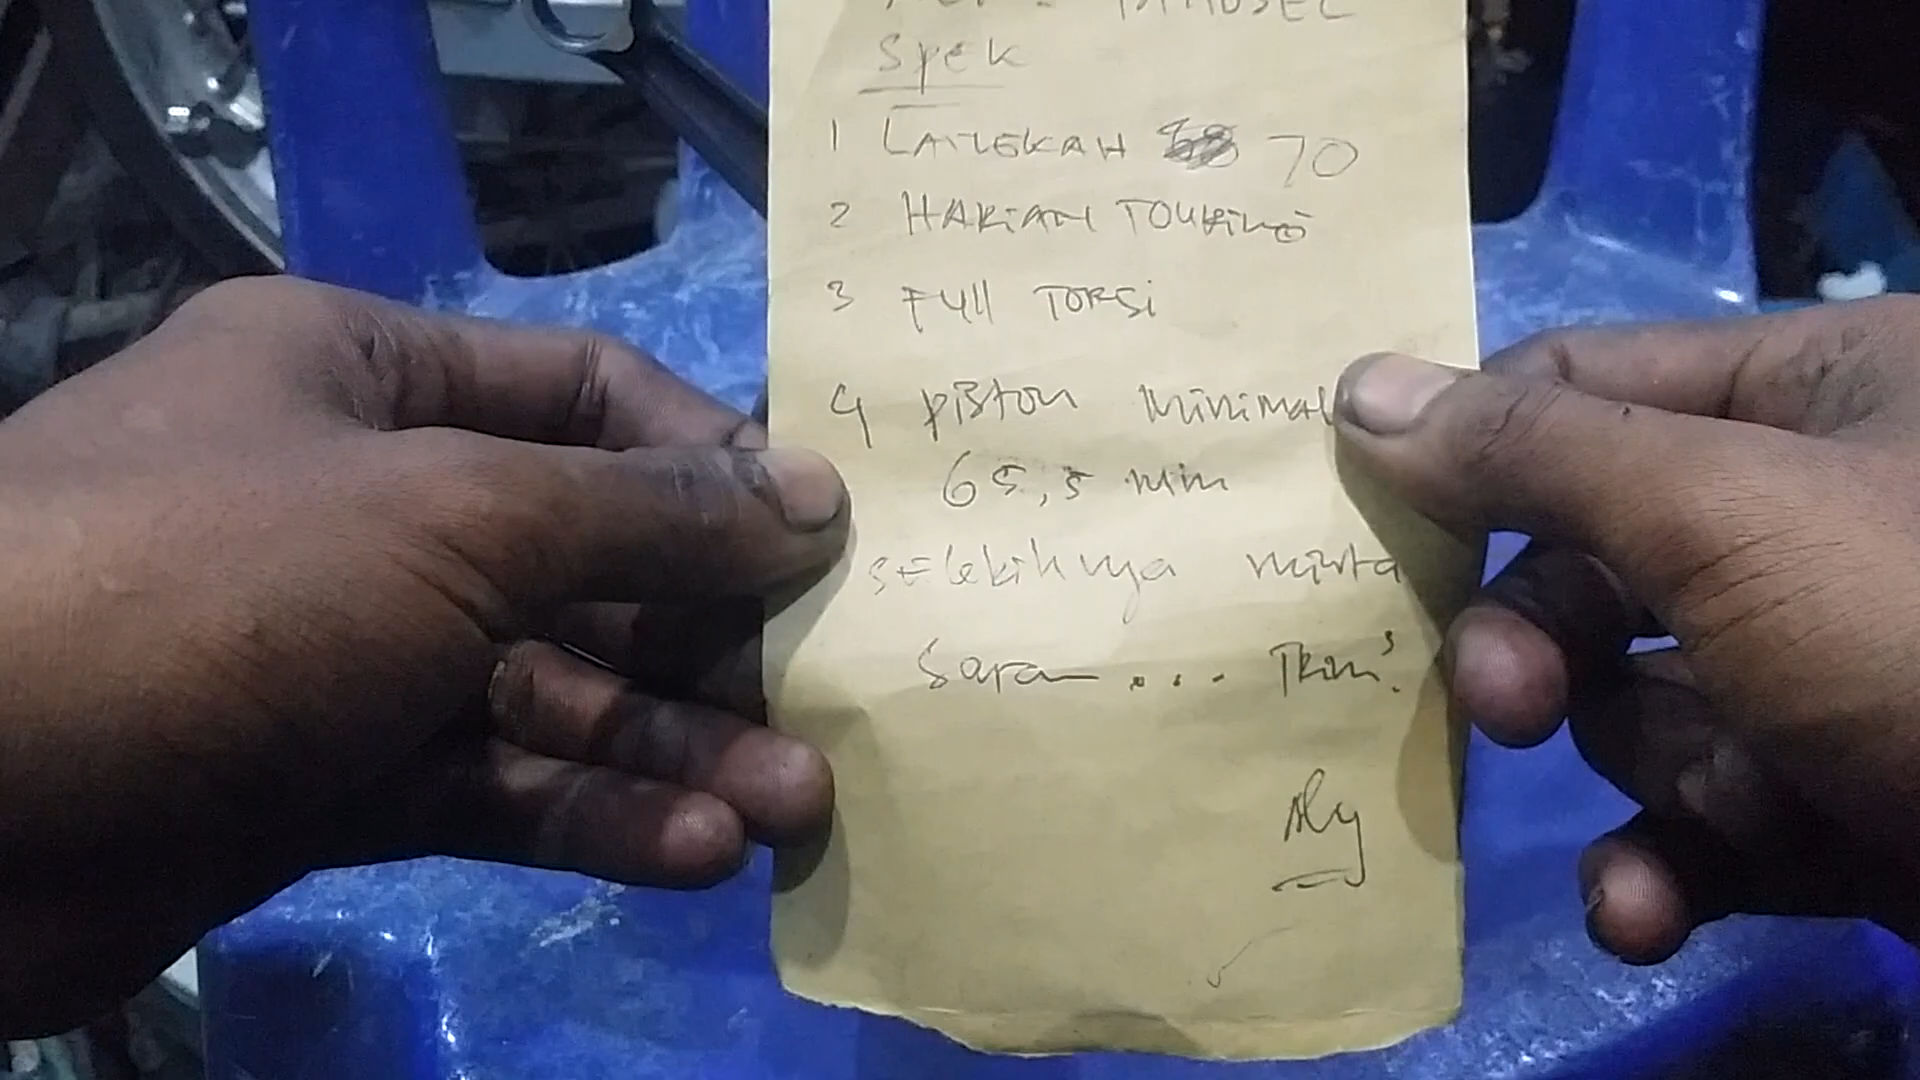 Spek
1 LANGKAH 70
2 HARIAN TOURING
3 FUll TORSi
4 piston minimal
65,5 mm
selebihnya minta
Saran .... Trims.